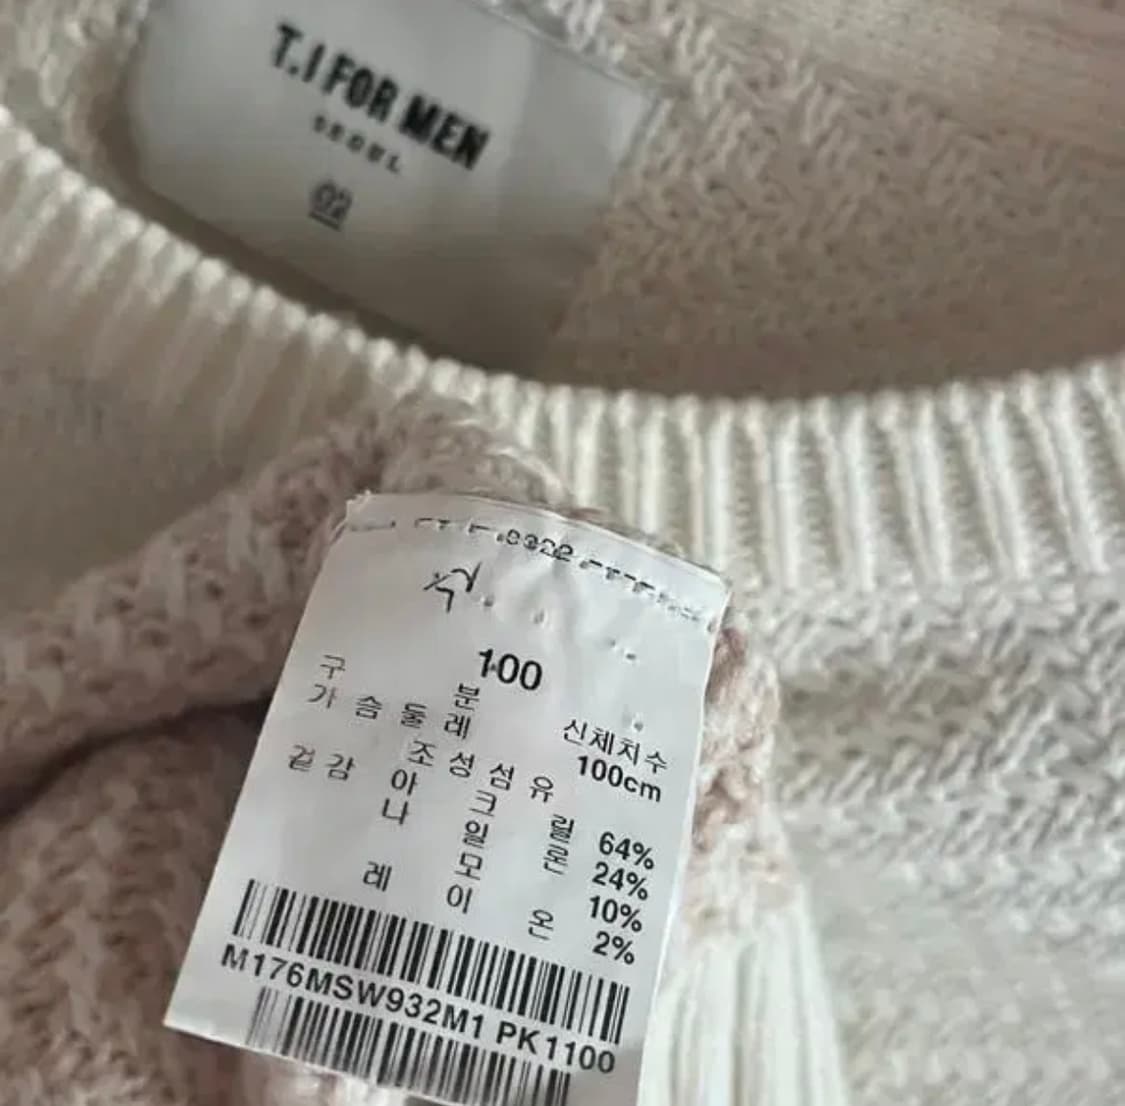 T.I FOR MEN
SEOUL
02
100
구 분 신체치수
가슴둘레 100cm
조성섬유
겉감 아크릴 64%
나일론 24%
모 10%
레이온 2%
M176MSW932M1 PK1100